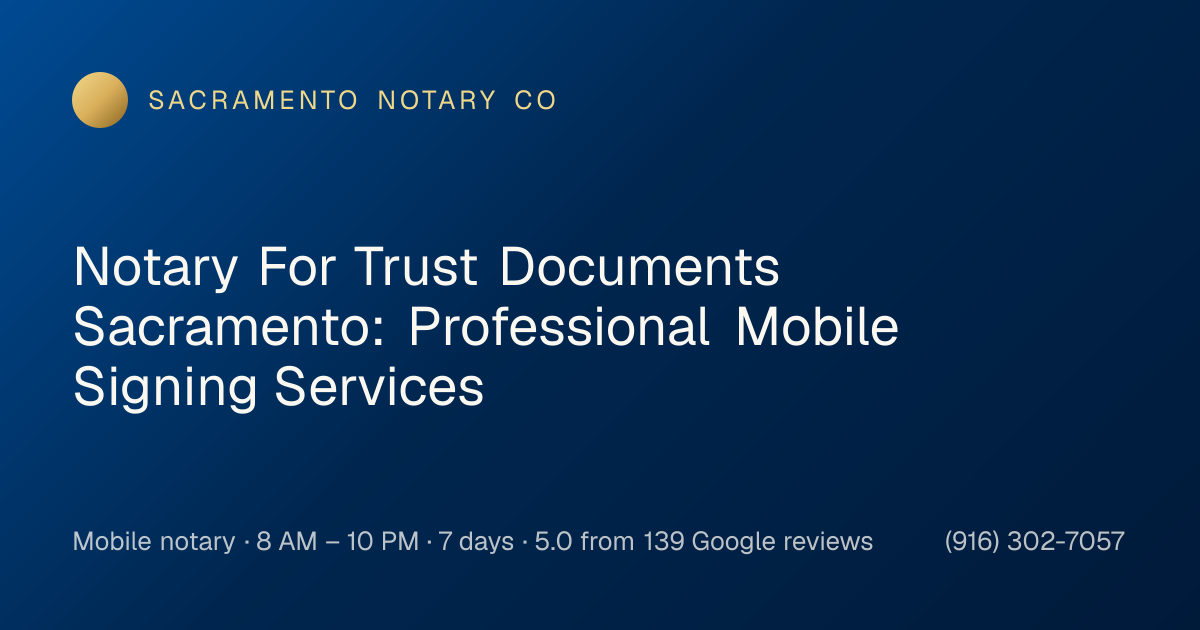 SACRAMENTO NOTARY CO
Notary For Trust Documents
Sacramento: Professional Mobile
Signing Services
Mobile notary · 8 AM – 10 PM · 7 days · 5.0 from 139 Google reviews
(916) 302-7057